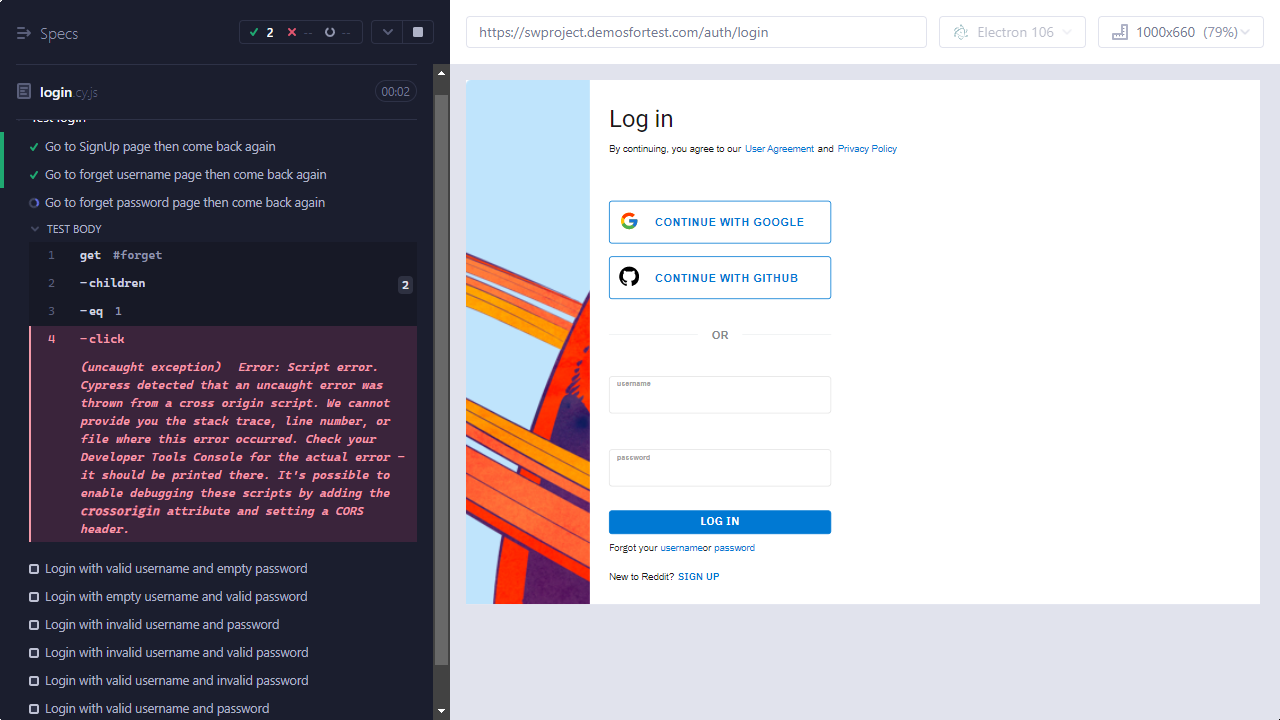 Specs
2 -- --
https://swproject.demosfortest.com/auth/login
Electron 106
1000x660 (79%)
login.cy.js
00:02
Test login
Go to SignUp page then come back again
Go to forget username page then come back again
Go to forget password page then come back again
TEST BODY
1 get #forget
2 -children 2
3 -eq 1
4 -click
(uncaught exception) Error: Script error.
Cypress detected that an uncaught error was
thrown from a cross origin script. We cannot
provide you the stack trace, line number, or
file where this error occurred. Check your
Developer Tools Console for the actual error -
it should be printed there. It's possible to
enable debugging these scripts by adding the
crossorigin attribute and setting a CORS
header.
Login with valid username and empty password
Login with empty username and valid password
Login with invalid username and password
Login with invalid username and valid password
Login with valid username and invalid password
Login with valid username and password
Log in
By continuing, you agree to our User Agreement and Privacy Policy
CONTINUE WITH GOOGLE
CONTINUE WITH GITHUB
OR
username
password
LOG IN
Forgot your usernameor password
New to Reddit? SIGN UP